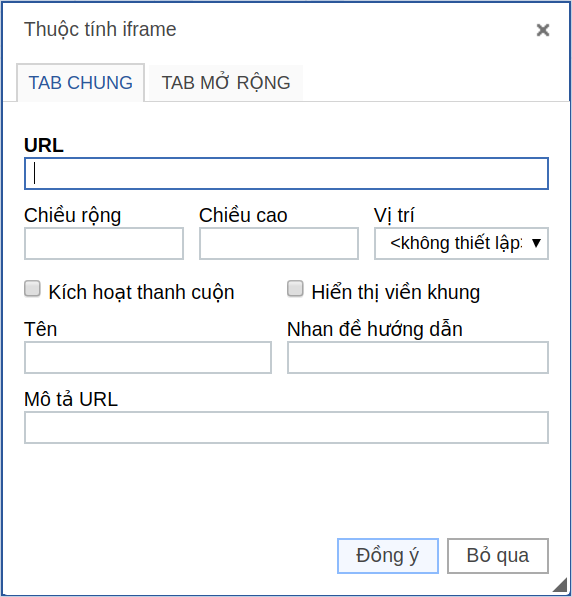 Thuộc tính iframe
TAB CHUNG TAB MỞ RỘNG
URL
Chiều rộng Chiều cao Vị trí
<không thiết lập>
Kích hoạt thanh cuộn Hiển thị viền khung
Tên Nhan đề hướng dẫn
Mô tả URL
Đồng ý Bỏ qua